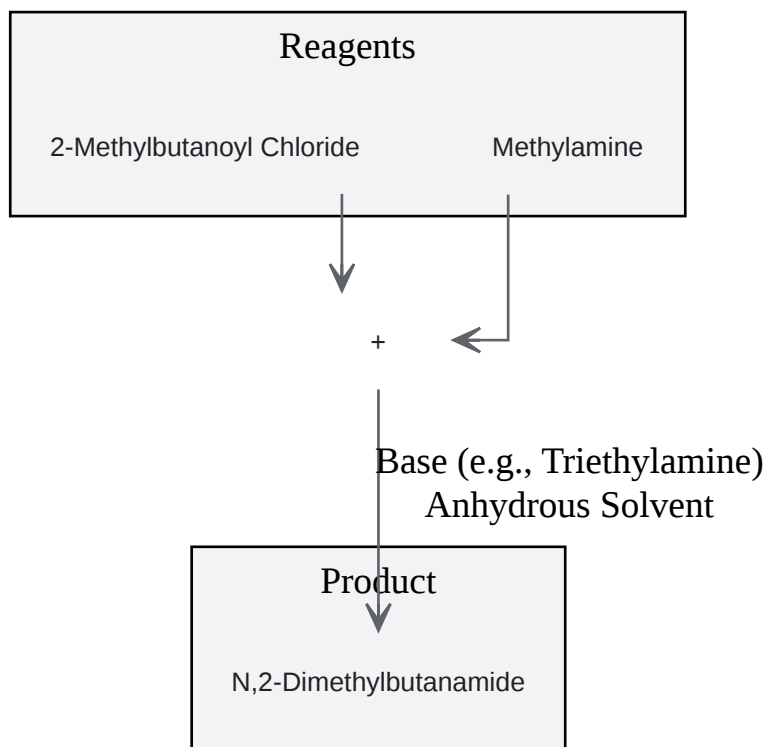 Reagents
2-Methylbutanoyl Chloride
Methylamine
+
Base (e.g., Triethylamine)
Anhydrous Solvent
Product
N,2-Dimethylbutanamide